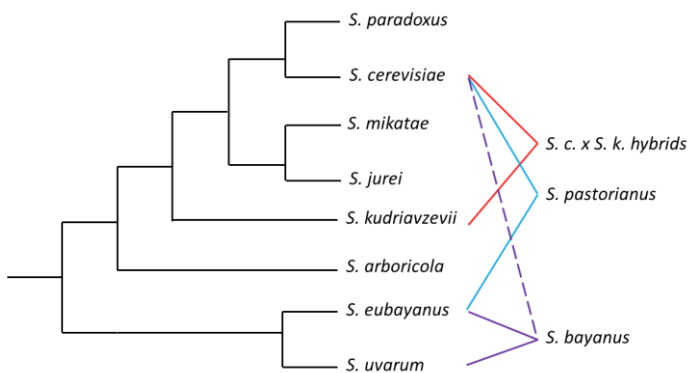 S. paradoxus
S. cerevisiae
S. mikatae
S. jurei
S. kudriavzevii
S. arboricola
S. eubayanus
S. uvarum
S. c. x S. k. hybrids
S. pastorianus
S. bayanus